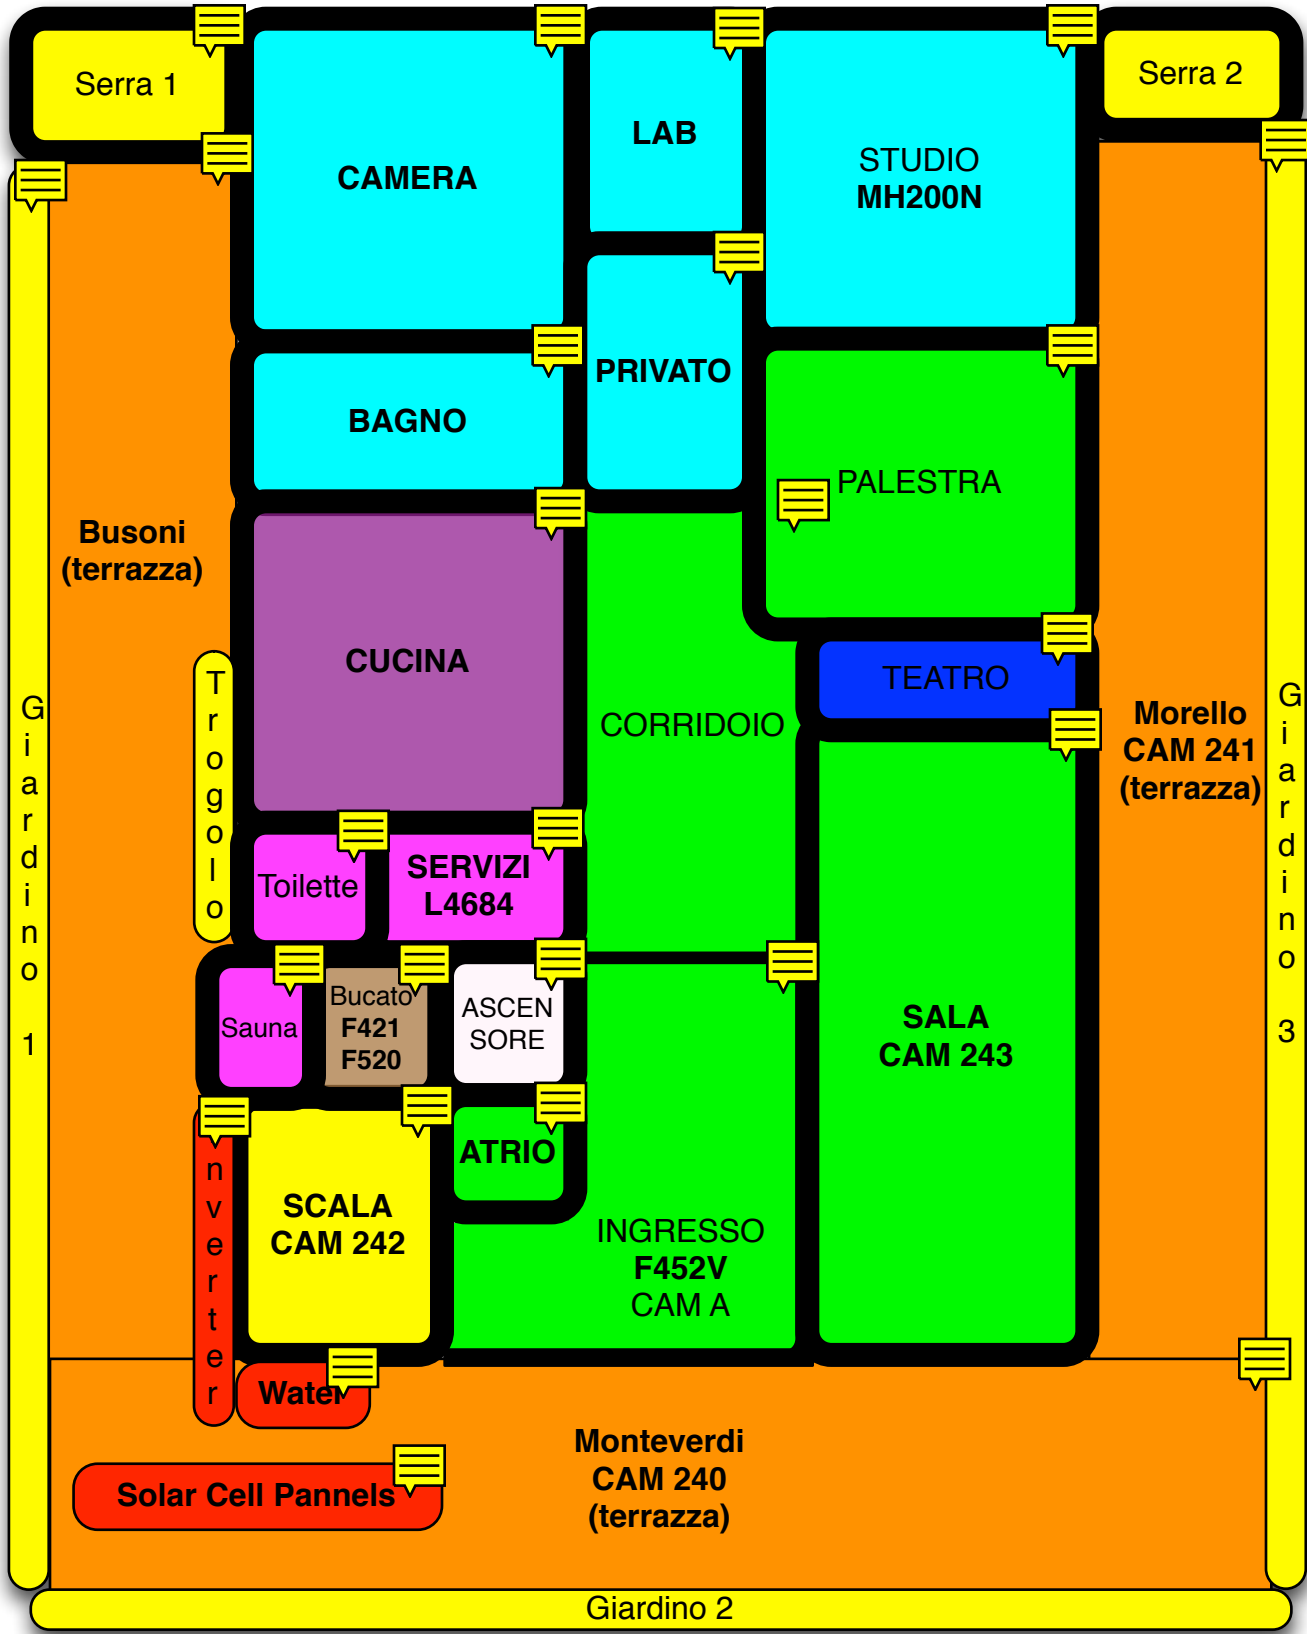 Serra 1
Serra 2
CAMERA
LAB
STUDIO
MH200N
BAGNO
PRIVATO
PALESTRA
Busoni
(terrazza)
CUCINA
CORRIDOIO
TEATRO
Morello
CAM 241
(terrazza)
Trogolo
Giardino 1
Giardino 3
Toilette
SERVIZI
L4684
Sauna
Bucato
F421
F520
ASCEN
SORE
SALA
CAM 243
ATRIO
nverter
SCALA
CAM 242
INGRESSO
F452V
CAM A
Water
Monteverdi
CAM 240
(terrazza)
Solar Cell Pannels
Giardino 2